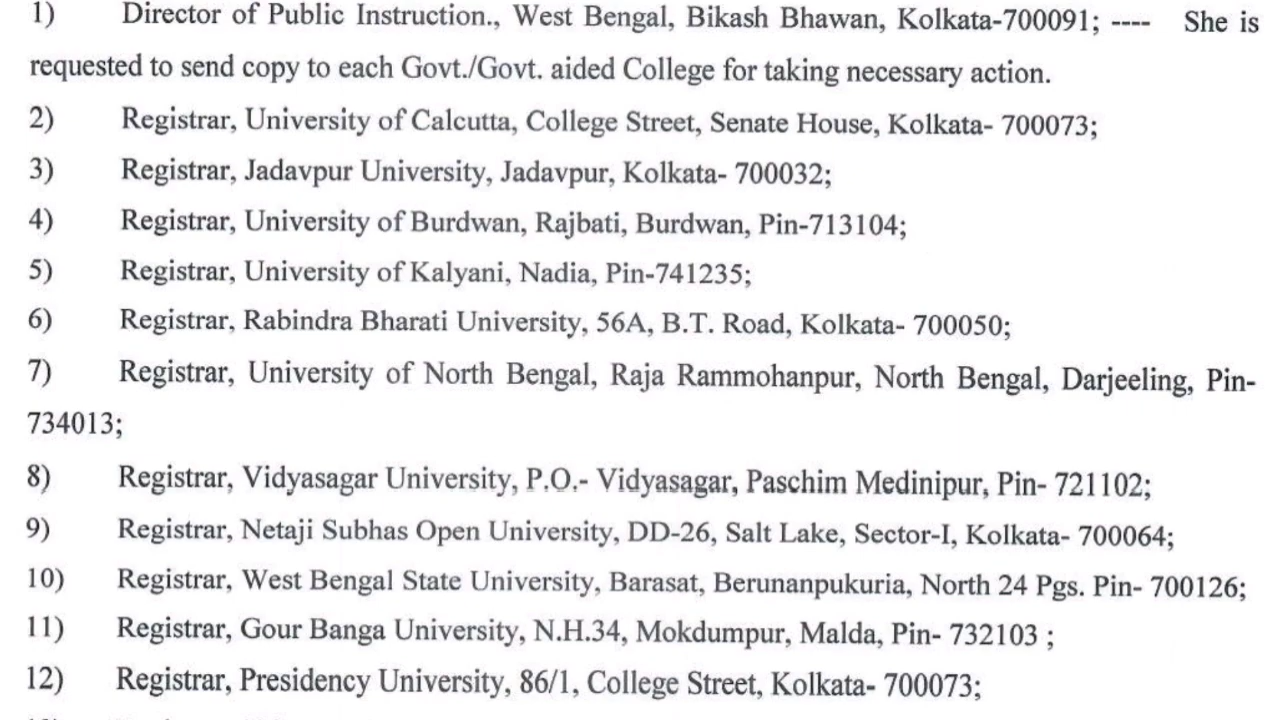 1) Director of Public Instruction., West Bengal, Bikash Bhawan, Kolkata-700091; ---- She is
requested to send copy to each Govt./Govt. aided College for taking necessary action.
2) Registrar, University of Calcutta, College Street, Senate House, Kolkata- 700073;
3) Registrar, Jadavpur University, Jadavpur, Kolkata- 700032;
4) Registrar, University of Burdwan, Rajbati, Burdwan, Pin-713104;
5) Registrar, University of Kalyani, Nadia, Pin-741235;
6) Registrar, Rabindra Bharati University, 56A, B.T. Road, Kolkata- 700050;
7) Registrar, University of North Bengal, Raja Rammohanpur, North Bengal, Darjeeling, Pin-
734013;
8) Registrar, Vidyasagar University, P.O.- Vidyasagar, Paschim Medinipur, Pin- 721102;
9) Registrar, Netaji Subhas Open University, DD-26, Salt Lake, Sector-I, Kolkata- 700064;
10) Registrar, West Bengal State University, Barasat, Berunanpukuria, North 24 Pgs. Pin- 700126;
11) Registrar, Gour Banga University, N.H.34, Mokdumpur, Malda, Pin- 732103 ;
12) Registrar, Presidency University, 86/1, College Street, Kolkata- 700073;